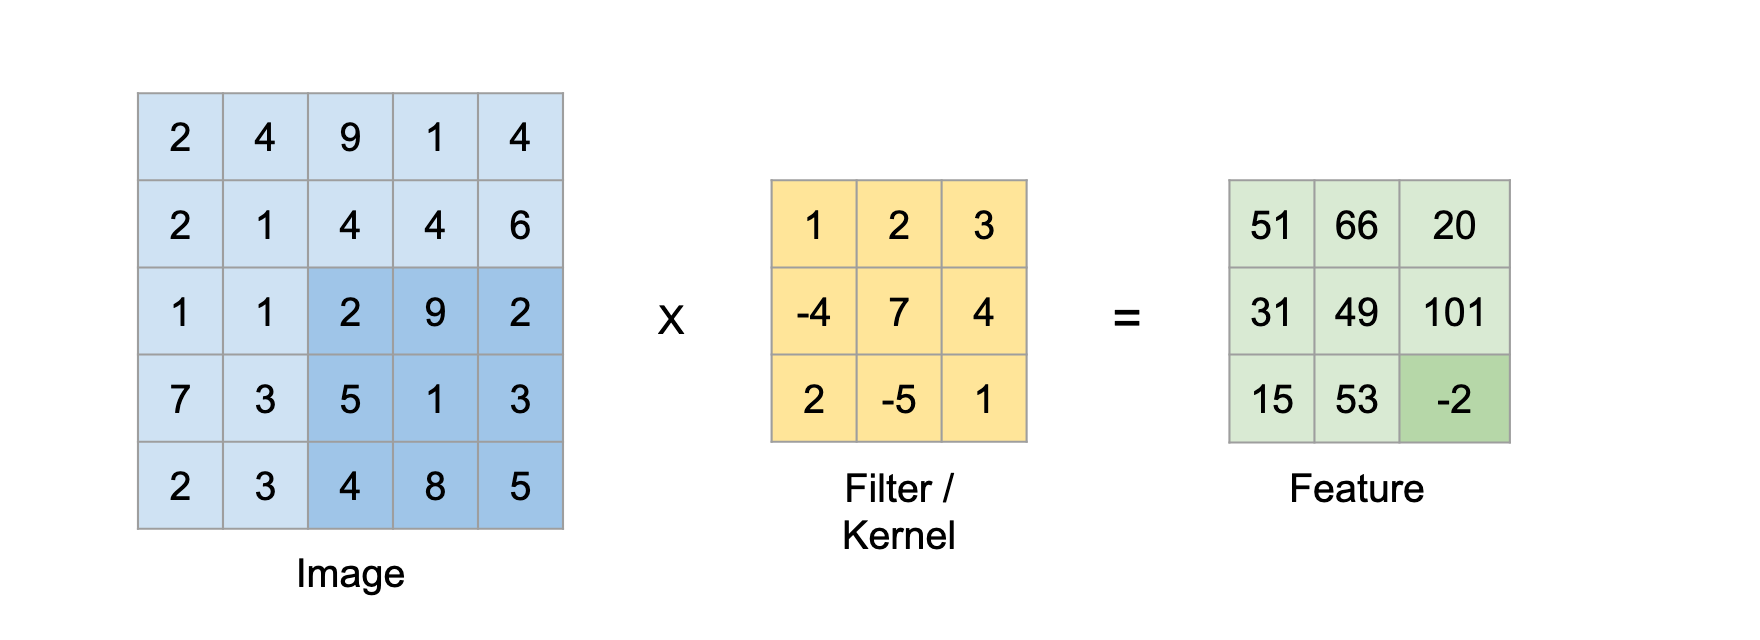 2 4 9 1 4
2 1 4 4 6
1 1 2 9 2
7 3 5 1 3
2 3 4 8 5
Image
x
1 2 3
-4 7 4
2 -5 1
Filter /
Kernel
=
51 66 20
31 49 101
15 53 -2
Feature